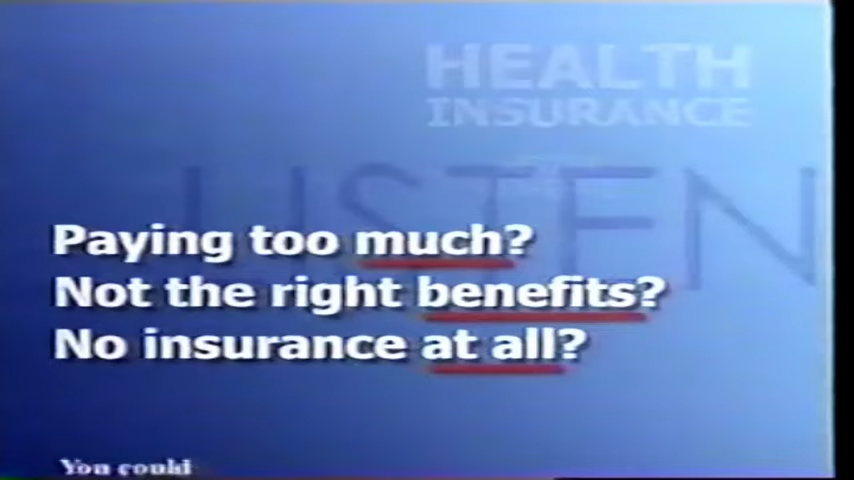 HEALTH
INSURANCE
LISTEN
Paying too much?
Not the right benefits?
No insurance at all?
You could